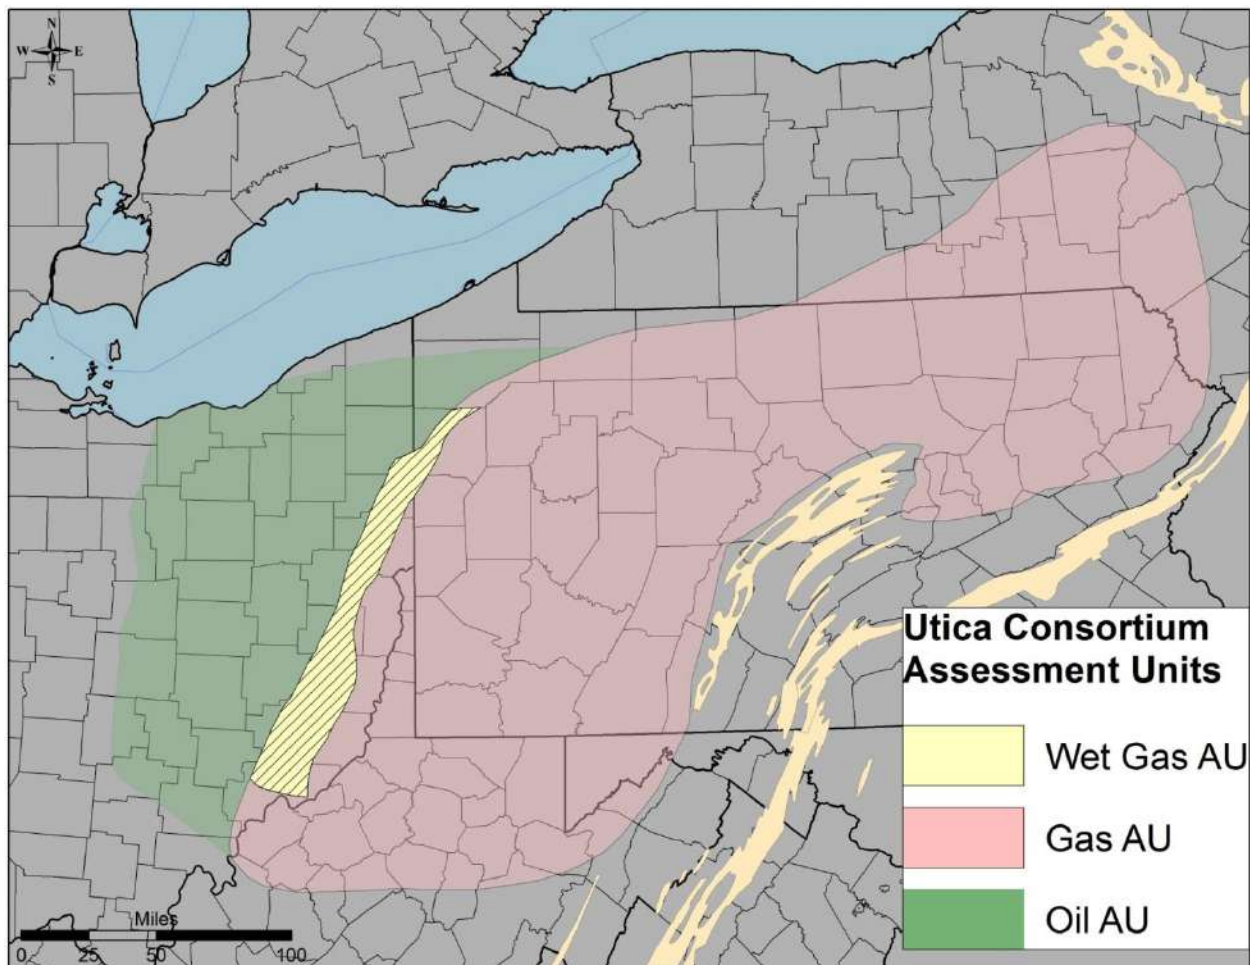 N
W E
S
Utica Consortium
Assessment Units
Wet Gas AU
Gas AU
Oil AU
Miles
0 25 50 100